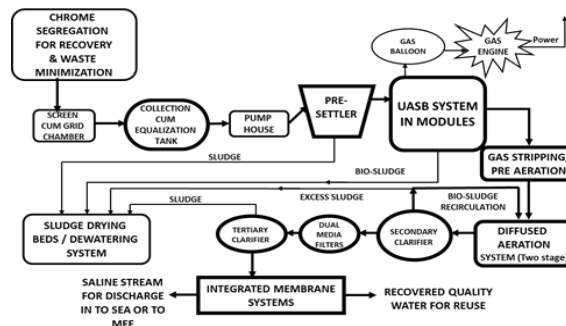 CHROME SEGREGATION
FOR RECOVERY
& WASTE
MINIMIZATION
GAS
BALLOON
GAS
ENGINE
Power
SCREEN
CUM GRID
CHAMBER
COLLECTION
CUM
EQUALIZATION
TANK
PUMP
HOUSE
PRE-
SETTLER
UASB SYSTEM
IN MODULES
GAS STRIPPING/
PRE AERATION
SLUDGE
BIO-SLUDGE
EXCESS SLUDGE
BIO-SLUDGE
RECIRCULATION
SLUDGE
SLUDGE DRYING
BEDS / DEWATERING
SYSTEM
TERTIARY
CLARIFIER
DUAL
MEDIA
FILTERS
SECONDARY
CLARIFIER
DIFFUSED
AERATION
SYSTEM (Two stage)
SALINE STREAM
FOR DISCHARGE
IN TO SEA OR TO
MEE
INTEGRATED MEMBRANE
SYSTEMS
RECOVERED QUALITY
WATER FOR REUSE